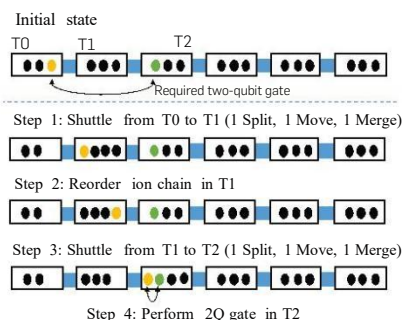 Initial state
T0 T1 T2
Required two-qubit gate
Step 1: Shuttle from T0 to T1 (1 Split, 1 Move, 1 Merge)
Step 2: Reorder ion chain in T1
Step 3: Shuttle from T1 to T2 (1 Split, 1 Move, 1 Merge)
Step 4: Perform 2Q gate in T2